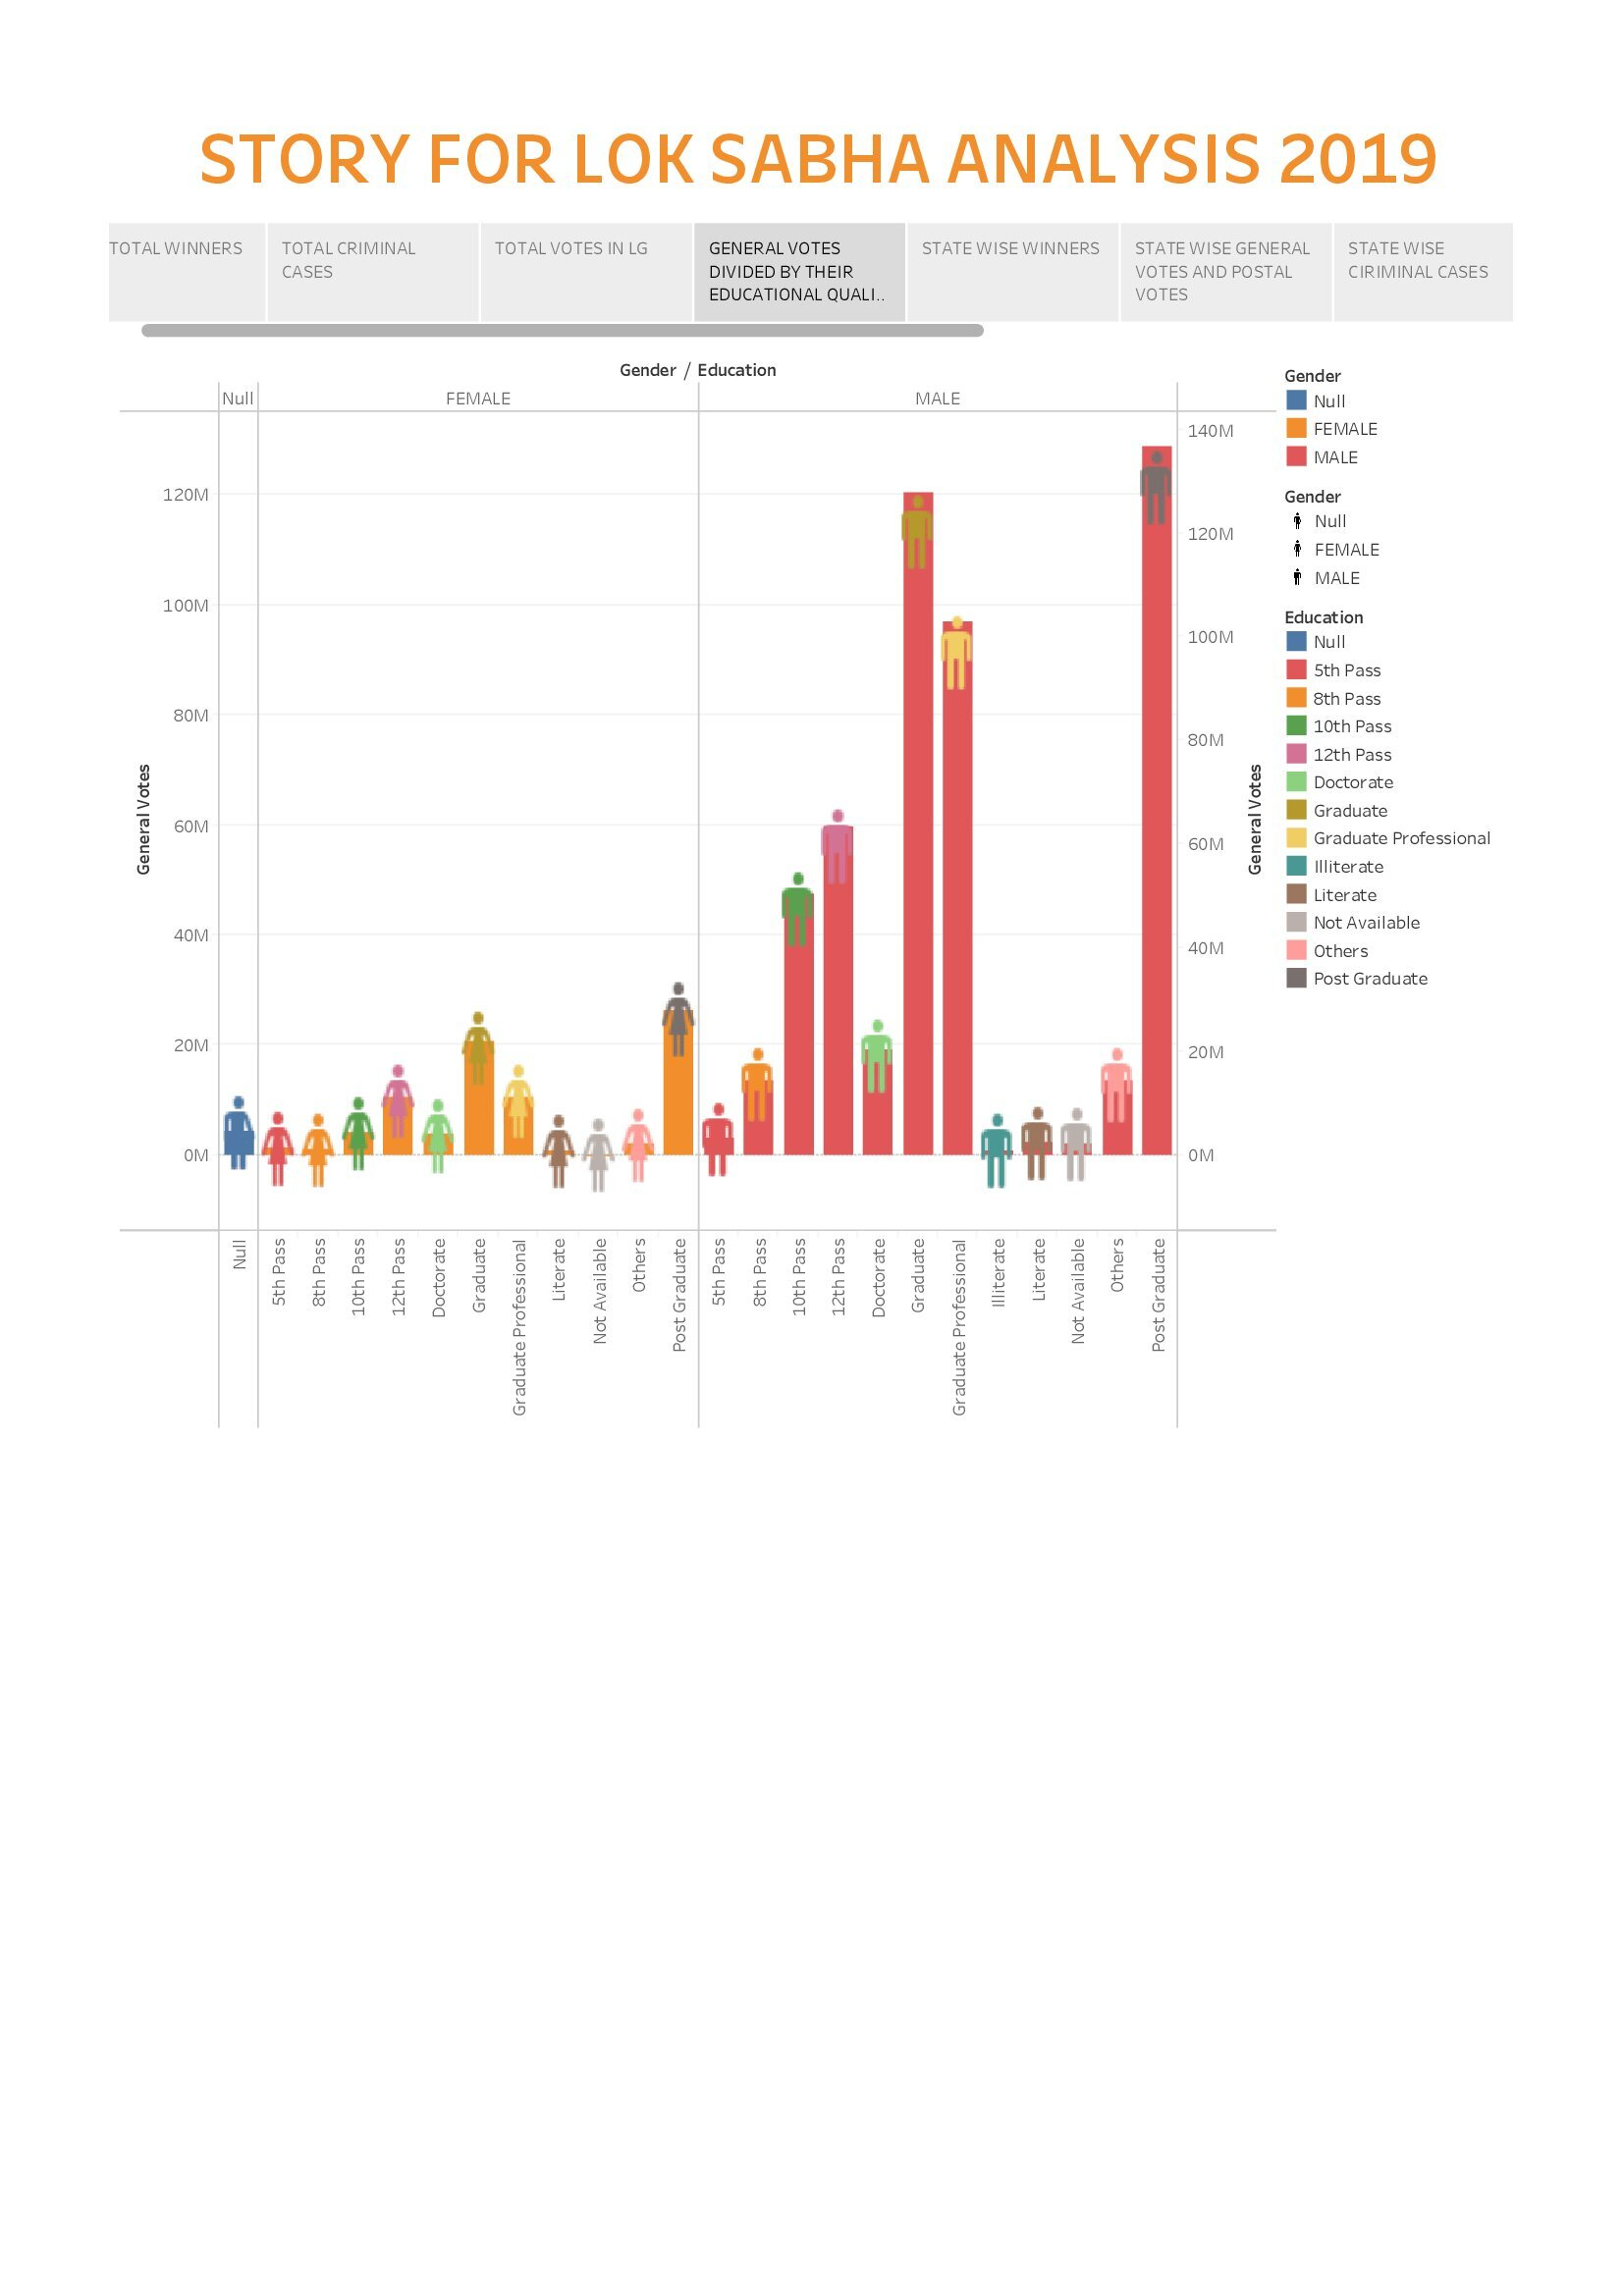 STORY FOR LOK SABHA ANALYSIS 2019
TOTAL WINNERS
TOTAL CRIMINAL
CASES
TOTAL VOTES IN LG
GENERAL VOTES
DIVIDED BY THEIR
EDUCATIONAL QUALI..
STATE WISE WINNERS
STATE WISE GENERAL
VOTES AND POSTAL
VOTES
STATE WISE
CIRIMINAL CASES
Gender / Education
Null
FEMALE
MALE
General Votes
120M
100M
80M
60M
40M
20M
0M
140M
120M
100M
80M
60M
40M
20M
0M
General Votes
Null
5th Pass
8th Pass
10th Pass
12th Pass
Doctorate
Graduate
Graduate Professional
Literate
Not Available
Others
Post Graduate
5th Pass
8th Pass
10th Pass
12th Pass
Doctorate
Graduate
Graduate Professional
Illiterate
Literate
Not Available
Others
Post Graduate
Gender
Null
FEMALE
MALE
Gender
Null
FEMALE
MALE
Education
Null
5th Pass
8th Pass
10th Pass
12th Pass
Doctorate
Graduate
Graduate Professional
Illiterate
Literate
Not Available
Others
Post Graduate